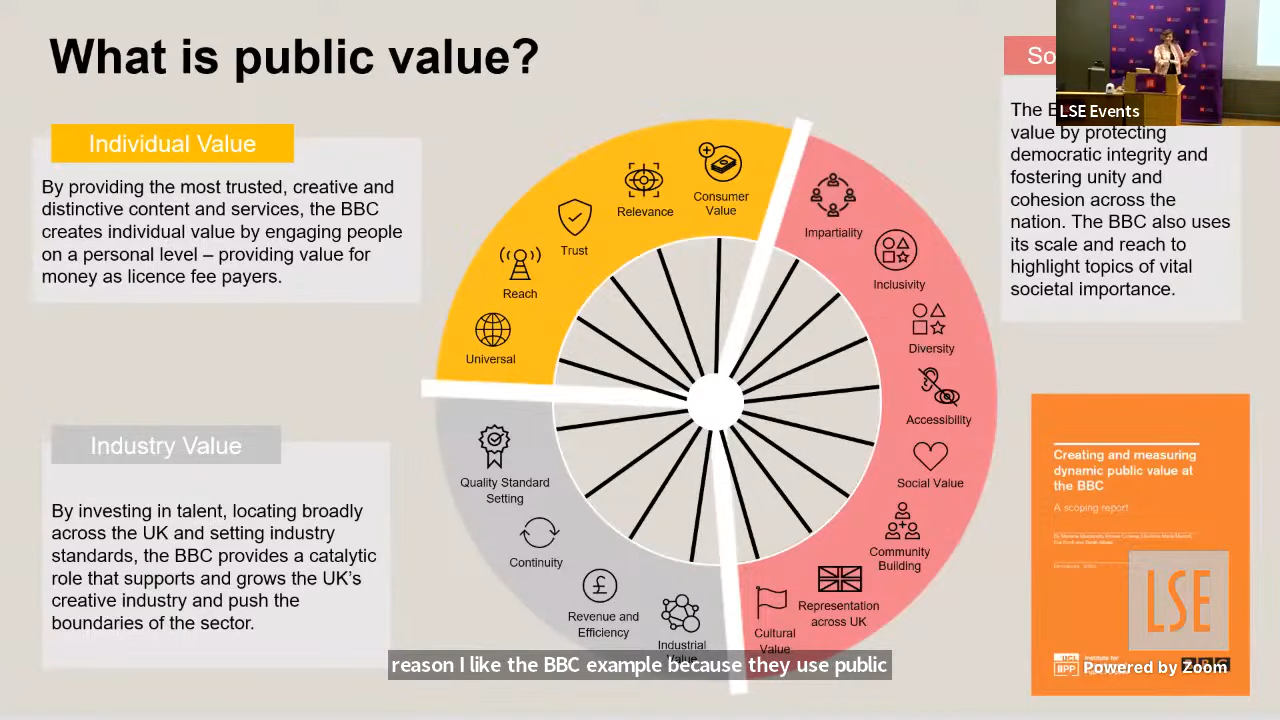 What is public value?
Individual Value
By providing the most trusted, creative and
distinctive content and services, the BBC
creates individual value by engaging people
on a personal level – providing value for
money as licence fee payers.
Industry Value
By investing in talent, locating broadly
across the UK and setting industry
standards, the BBC provides a catalytic
role that supports and grows the UK's
creative industry and push the
boundaries of the sector.
Universal
Reach
Trust
Relevance
Consumer
Value
Impartiality
Inclusivity
Diversity
Accessibility
Social Value
Community
Building
Representation
across UK
Cultural
Value
Industrial
Value
Revenue and
Efficiency
Continuity
Quality Standard
Setting
So
LSE Events
The B
value by protecting
democratic integrity and
fostering unity and
cohesion across the
nation. The BBC also uses
its scale and reach to
highlight topics of vital
societal importance.
Creating and measuring
dynamic public value at
the BBC
A scoping report
LSE
UCL
IIPP
Powered by Zoom
reason I like the BBC example because they use public